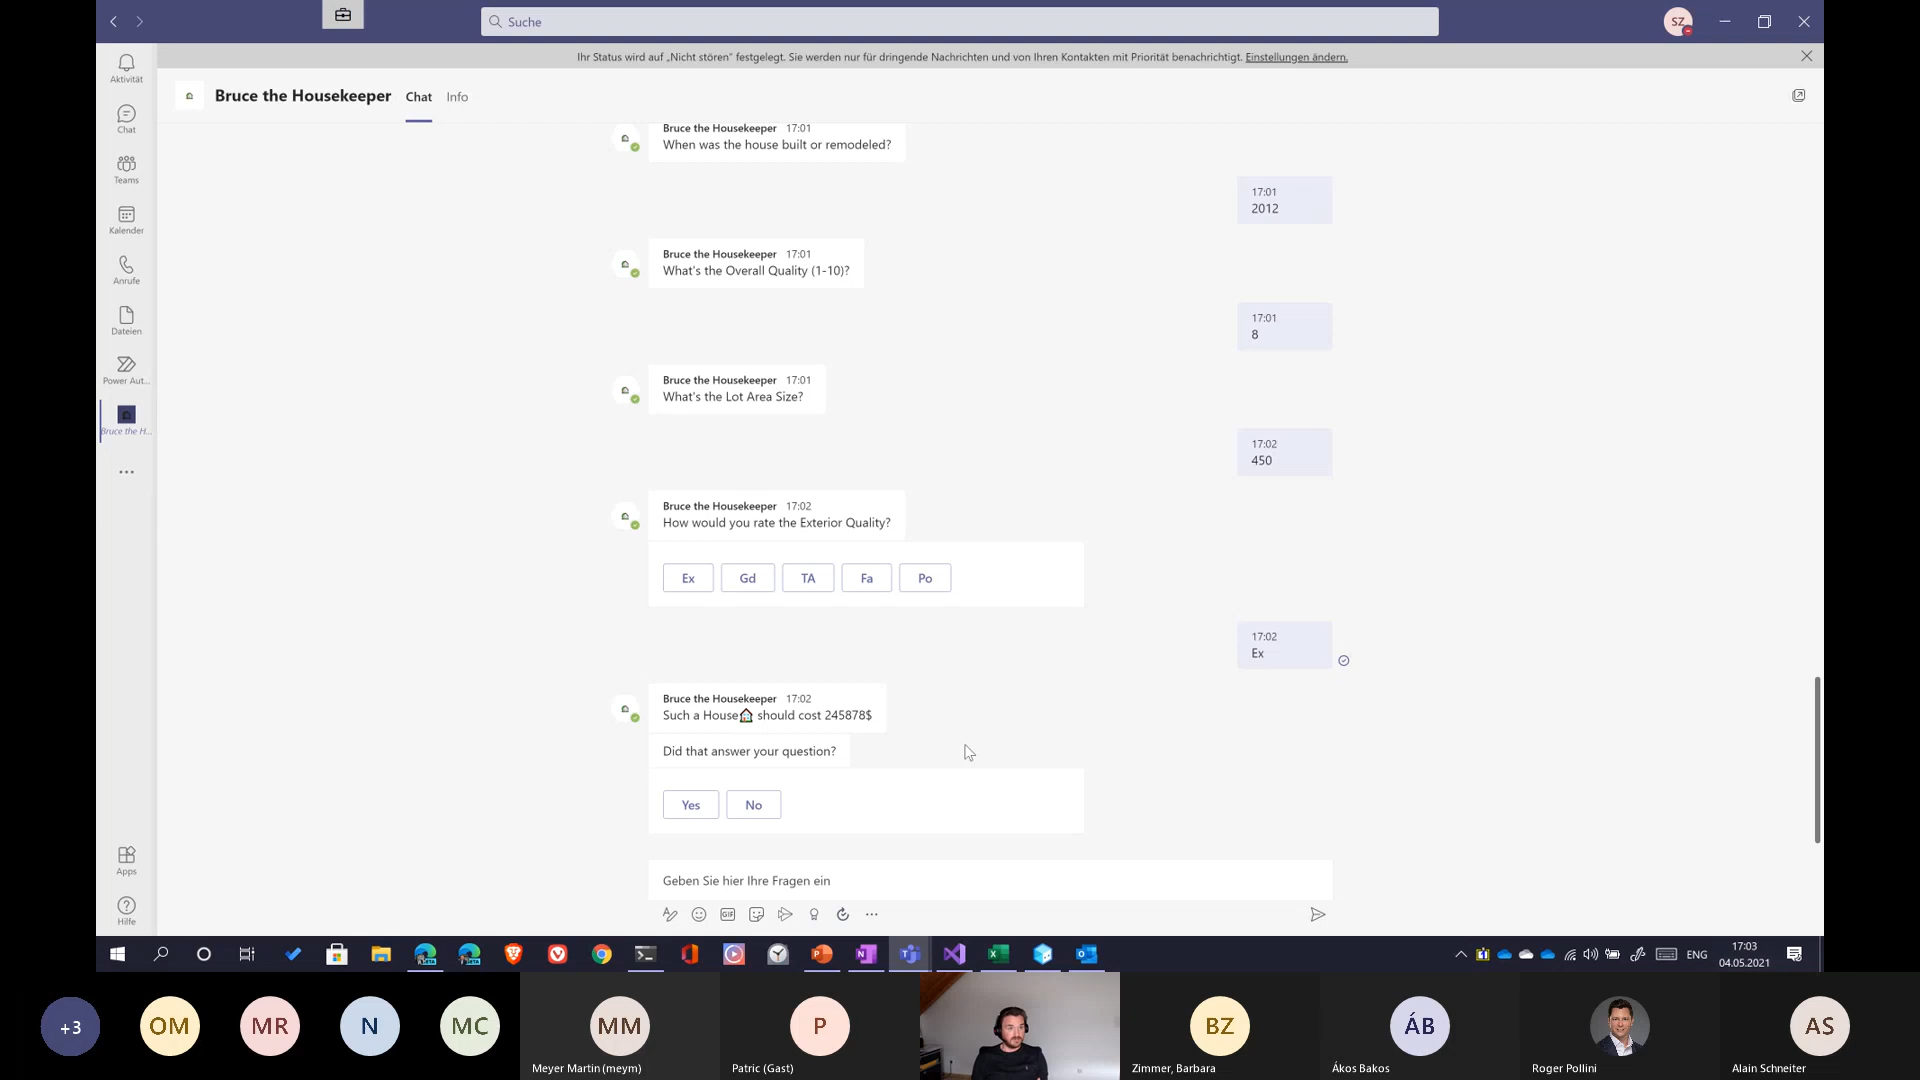 Suche
SZ
Ihr Status wird auf „Nicht stören" festgelegt. Sie werden nur für dringende Nachrichten und von Ihren Kontakten mit Priorität benachrichtigt. Einstellungen ändern.
Aktivität
Chat
Teams
Kalender
Anrufe
Dateien
Power Aut...
Bruce the H...
Apps
Hilfe
Bruce the Housekeeper Chat Info
Bruce the Housekeeper 17:01
When was the house built or remodeled?
17:01
2012
Bruce the Housekeeper 17:01
What's the Overall Quality (1-10)?
17:01
8
Bruce the Housekeeper 17:01
What's the Lot Area Size?
17:02
450
Bruce the Housekeeper 17:02
How would you rate the Exterior Quality?
Ex Gd TA Fa Po
17:02
Ex
Bruce the Housekeeper 17:02
Such a House🏠 should cost 245878$
Did that answer your question?
Yes No
Geben Sie hier Ihre Fragen ein
GIF
ENG
17:03
04.05.2021
+3
OM
MR
N
MC
MM
Meyer Martin (meym)
P
Patric (Gast)
BZ
Zimmer, Barbara
ÁB
Ákos Bakos
Roger Pollini
AS
Alain Schneiter